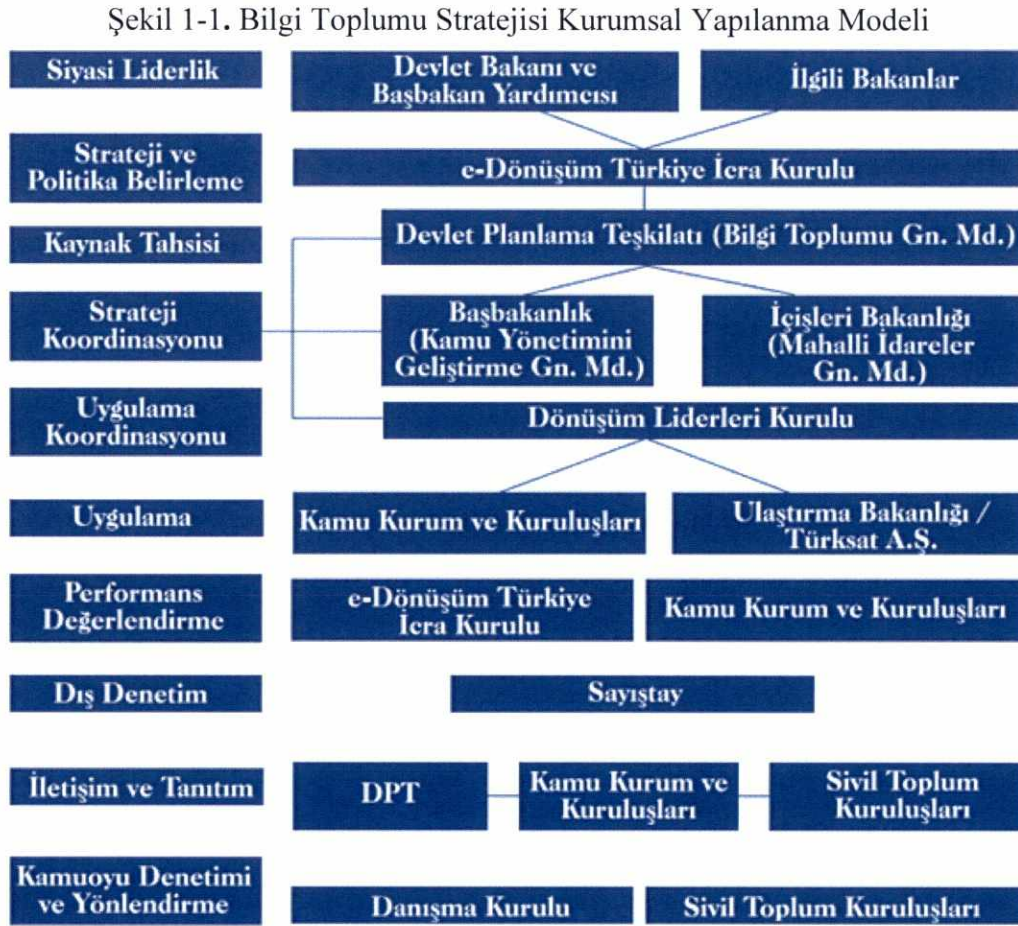 Şekil 1-1. Bilgi Toplumu Stratejisi Kurumsal Yapılanma Modeli
Siyasi Liderlik
Devlet Bakanı ve
Başbakan Yardımcısı
İlgili Bakanlar
Strateji ve
Politika Belirleme
e-Dönüşüm Türkiye İcra Kurulu
Kaynak Tahsisi
Devlet Planlama Teşkilatı (Bilgi Toplumu Gn. Md.)
Strateji
Koordinasyonu
Başbakanlık
(Kamu Yönetimini
Geliştirme Gn. Md.)
İçişleri Bakanlığı
(Mahalli İdareler
Gn. Md.)
Uygulama
Koordinasyonu
Dönüşüm Liderleri Kurulu
Uygulama
Kamu Kurum ve Kuruluşları
Ulaştırma Bakanlığı /
Türksat A.Ş.
Performans
Değerlendirme
e-Dönüşüm Türkiye
İcra Kurulu
Kamu Kurum ve Kuruluşları
Dış Denetim
Sayıştay
İletişim ve Tanıtım
DPT
Kamu Kurum ve
Kuruluşları
Sivil Toplum
Kuruluşları
Kamuoyu Denetimi
ve Yönlendirme
Danışma Kurulu
Sivil Toplum Kuruluşları